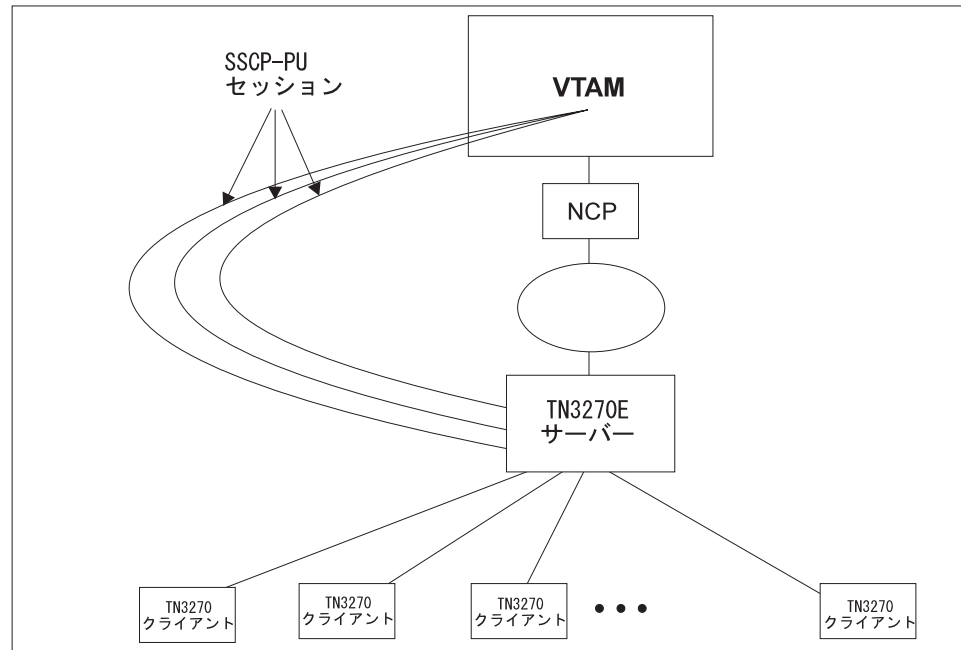 SSCP-PU
セッション
VTAM
NCP
TN3270E
サーバー
TN3270
クライアント
TN3270
クライアント
TN3270
クライアント
TN3270
クライアント